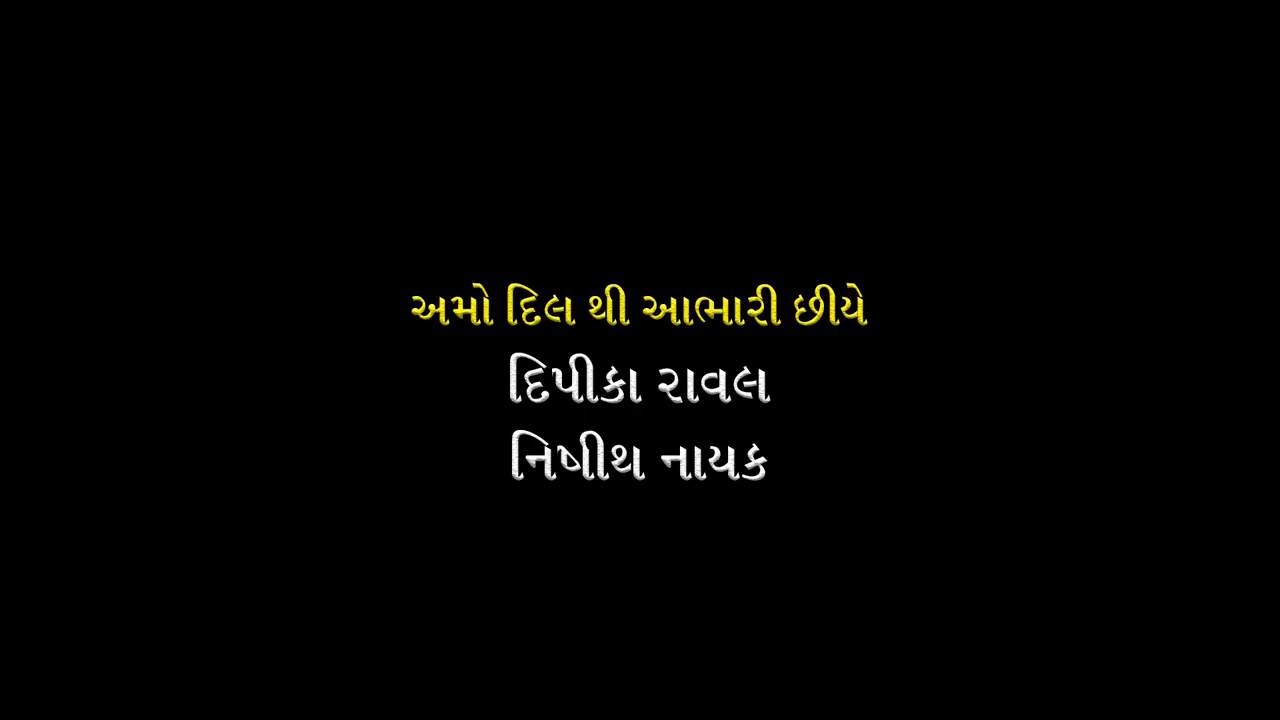 અમો દિલ થી આભારી છીયે
દિપીકા રાવલ
નિષીથ નાયક